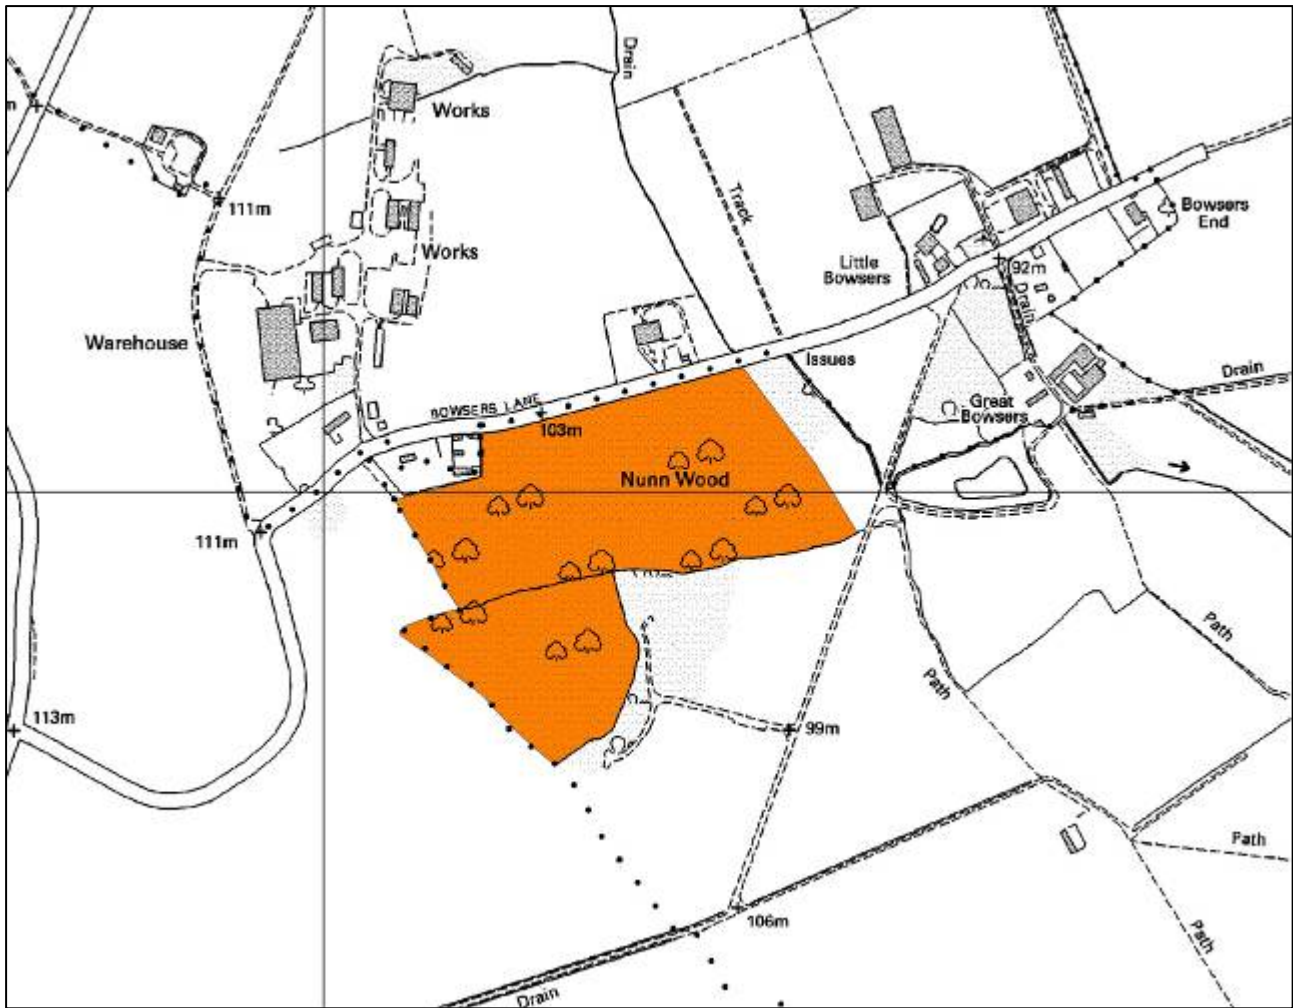 Drain
m
Works
111m
Track
Bowsers
End
Works
Little
Bowsers
92m
Drain
Warehouse
Issues
Drain
BOWSERS LANE
Great
Bowsers
103m
Nunn Wood
111m
Path
Path
113m
99m
Path
106m
Path
Drain